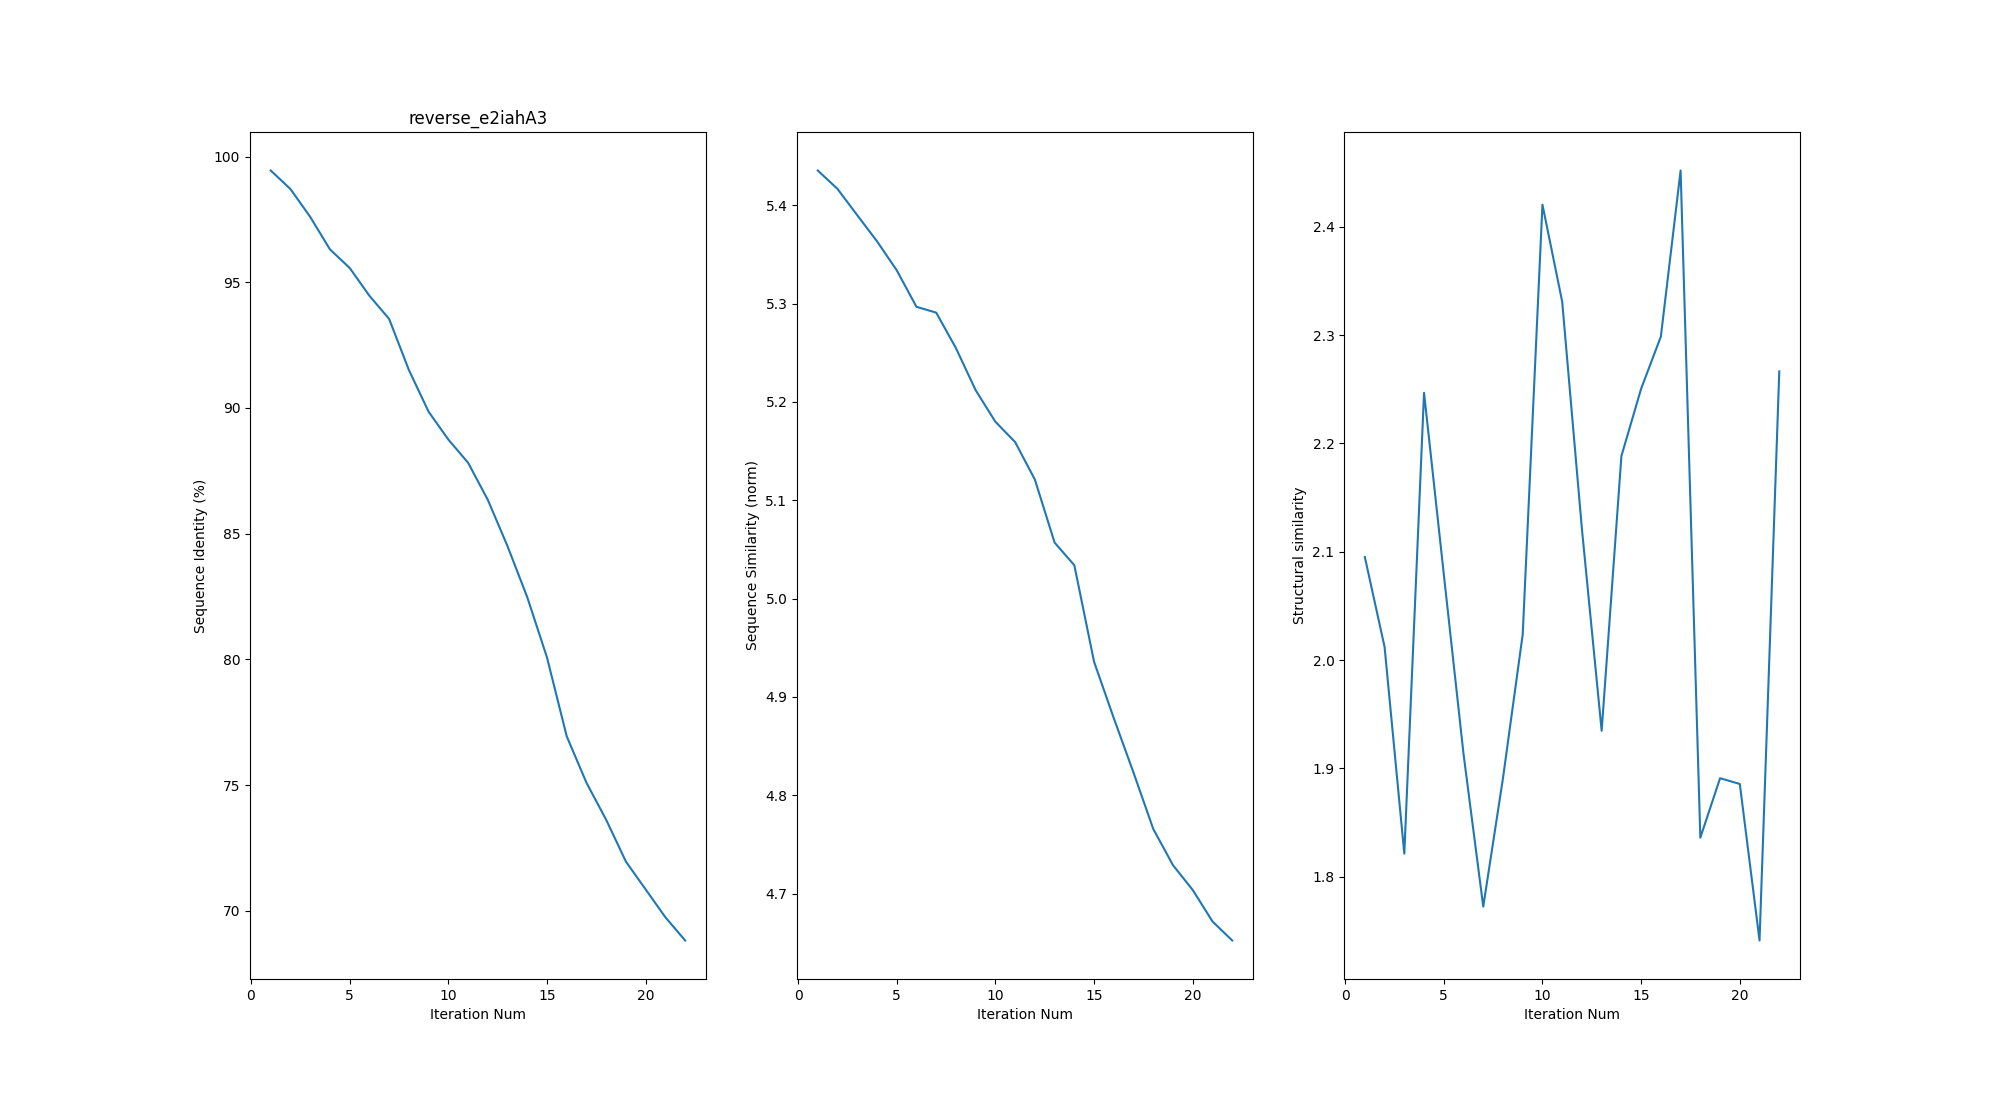 reverse_e2iahA3
Sequence Identity (%)
100
95
90
85
80
75
70
0 5 10 15 20
Iteration Num
Sequence Similarity (norm)
5.4
5.3
5.2
5.1
5.0
4.9
4.8
4.7
0 5 10 15 20
Iteration Num
Structural similarity
2.4
2.3
2.2
2.1
2.0
1.9
1.8
0 5 10 15 20
Iteration Num